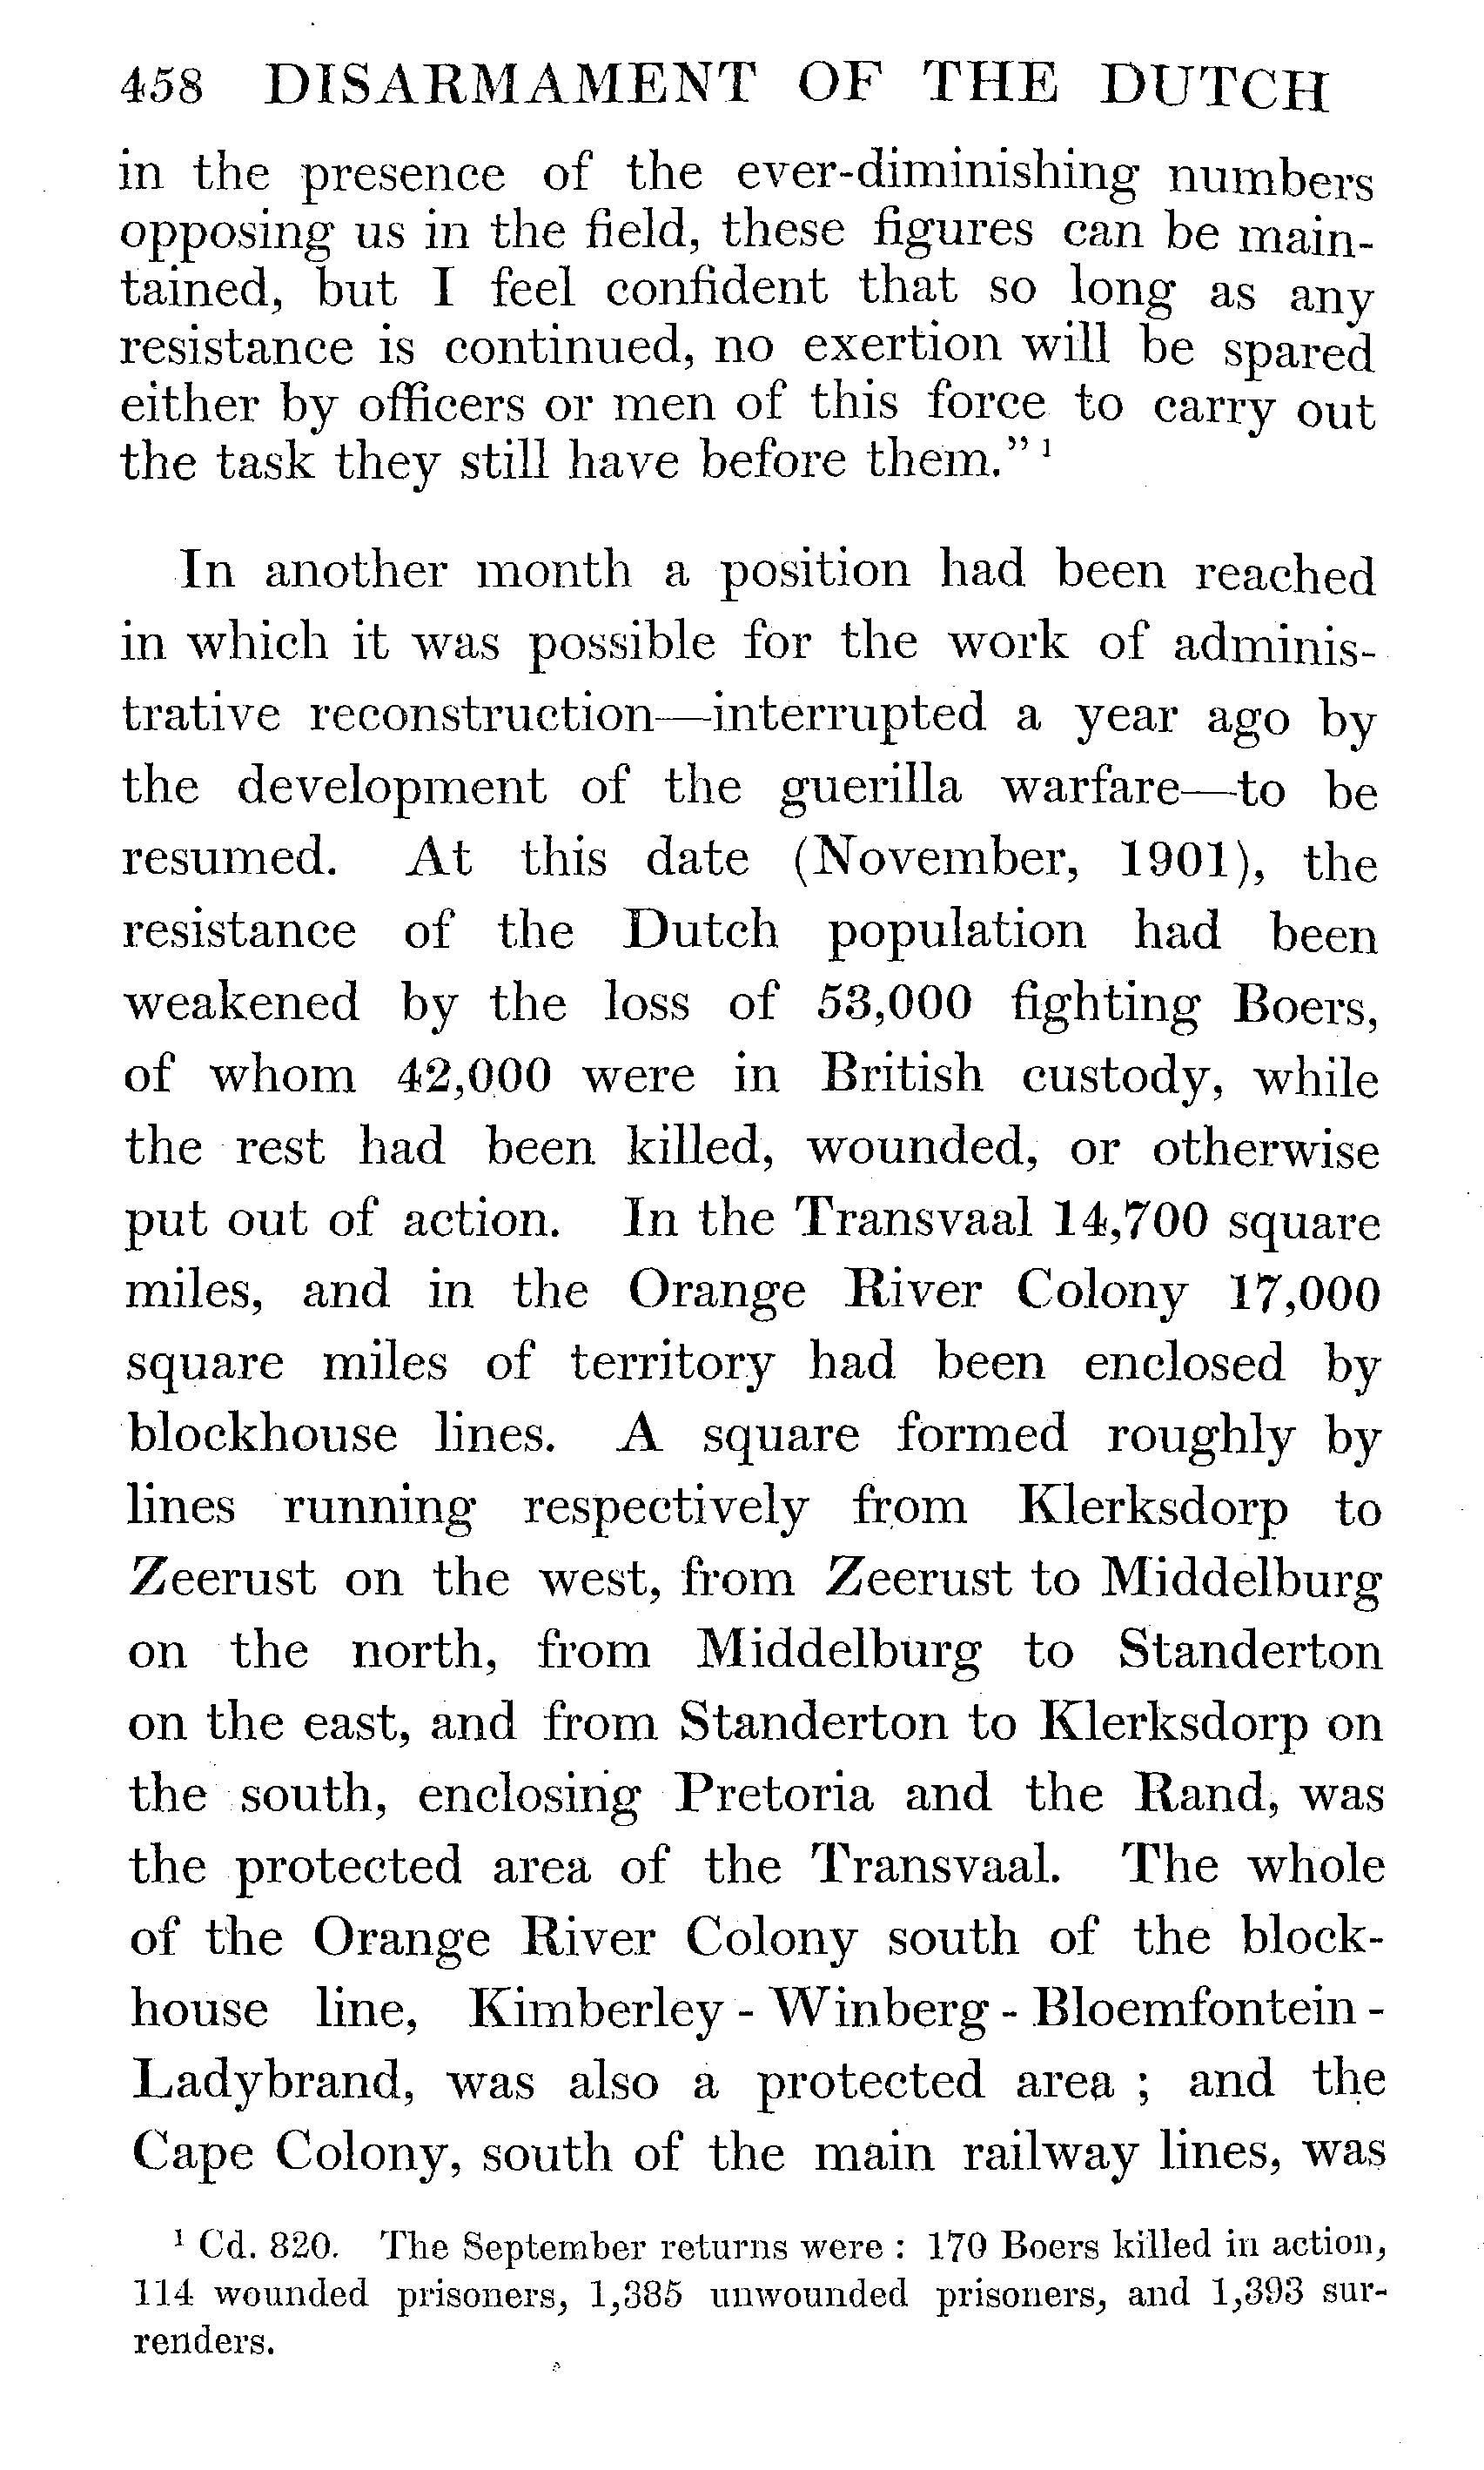 458 DISARMAMENT OF THE DUTCH
in the presence of the ever-diminishing numbers
opposing us in the field, these figures can be main-
tained, but I feel confident that so long as any
resistance is continued, no exertion will be spared
either by officers or men of this force to carry out
the task they still have before them.” ¹
In another month a position had been reached
in which it was possible for the work of adminis-
trative reconstruction—interrupted a year ago by
the development of the guerilla warfare—to be
resumed. At this date (November, 1901), the
resistance of the Dutch population had been
weakened by the loss of 53,000 fighting Boers,
of whom 42,000 were in British custody, while
the rest had been killed, wounded, or otherwise
put out of action. In the Transvaal 14,700 square
miles, and in the Orange River Colony 17,000
square miles of territory had been enclosed by
blockhouse lines. A square formed roughly by
lines running respectively from Klerksdorp to
Zeerust on the west, from Zeerust to Middelburg
on the north, from Middelburg to Standerton
on the east, and from Standerton to Klerksdorp on
the south, enclosing Pretoria and the Rand, was
the protected area of the Transvaal. The whole
of the Orange River Colony south of the block-
house line, Kimberley - Winberg - Bloemfontein -
Ladybrand, was also a protected area ; and the
Cape Colony, south of the main railway lines, was
¹ Cd. 820. The September returns were : 170 Boers killed in action,
114 wounded prisoners, 1,385 unwounded prisoners, and 1,393 sur-
renders.